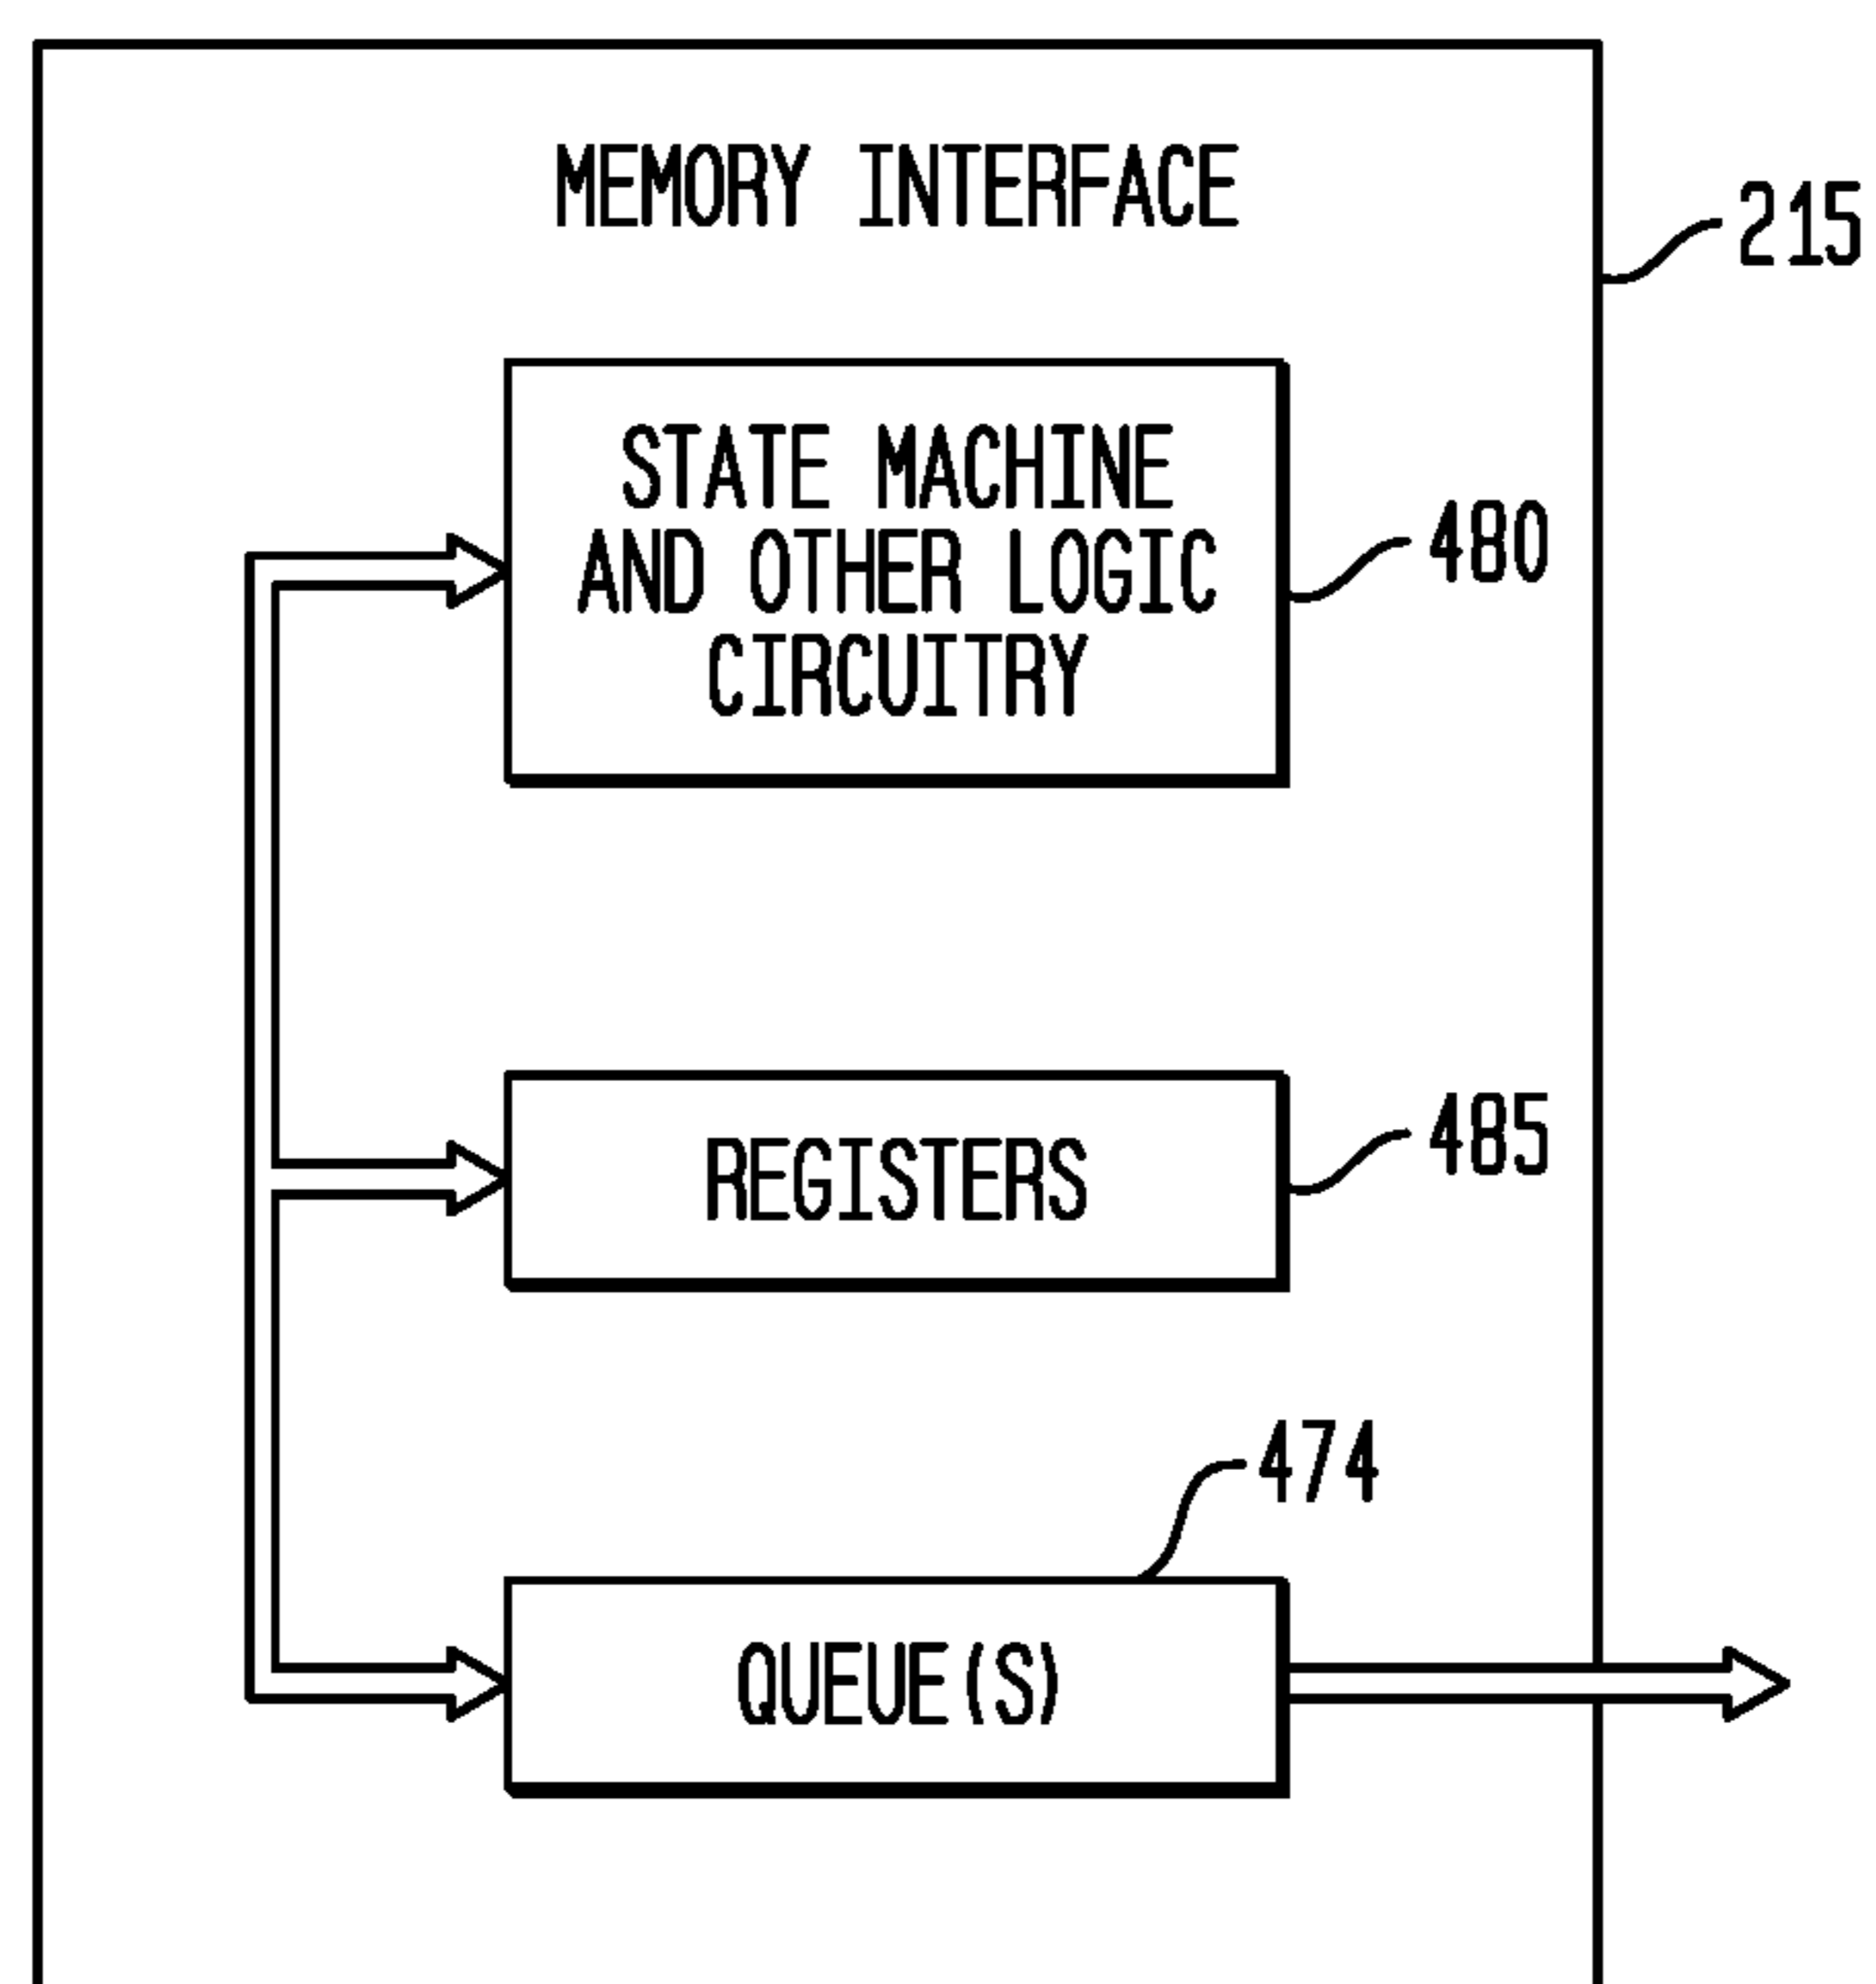 MEMORY INTERFACE
215
STATE MACHINE
AND OTHER LOGIC
CIRCUITRY
480
REGISTERS
485
474
QUEUE(S)